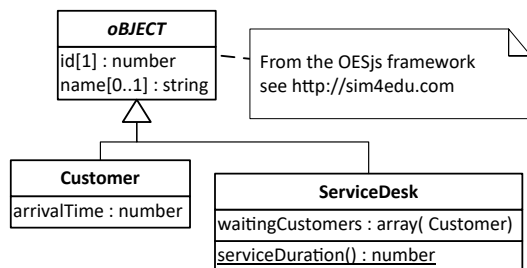 oBJECT
id[1] : number
name[0..1] : string
From the OESjs framework
see http://sim4edu.com
Customer
arrivalTime : number
ServiceDesk
waitingCustomers : array( Customer)
serviceDuration() : number